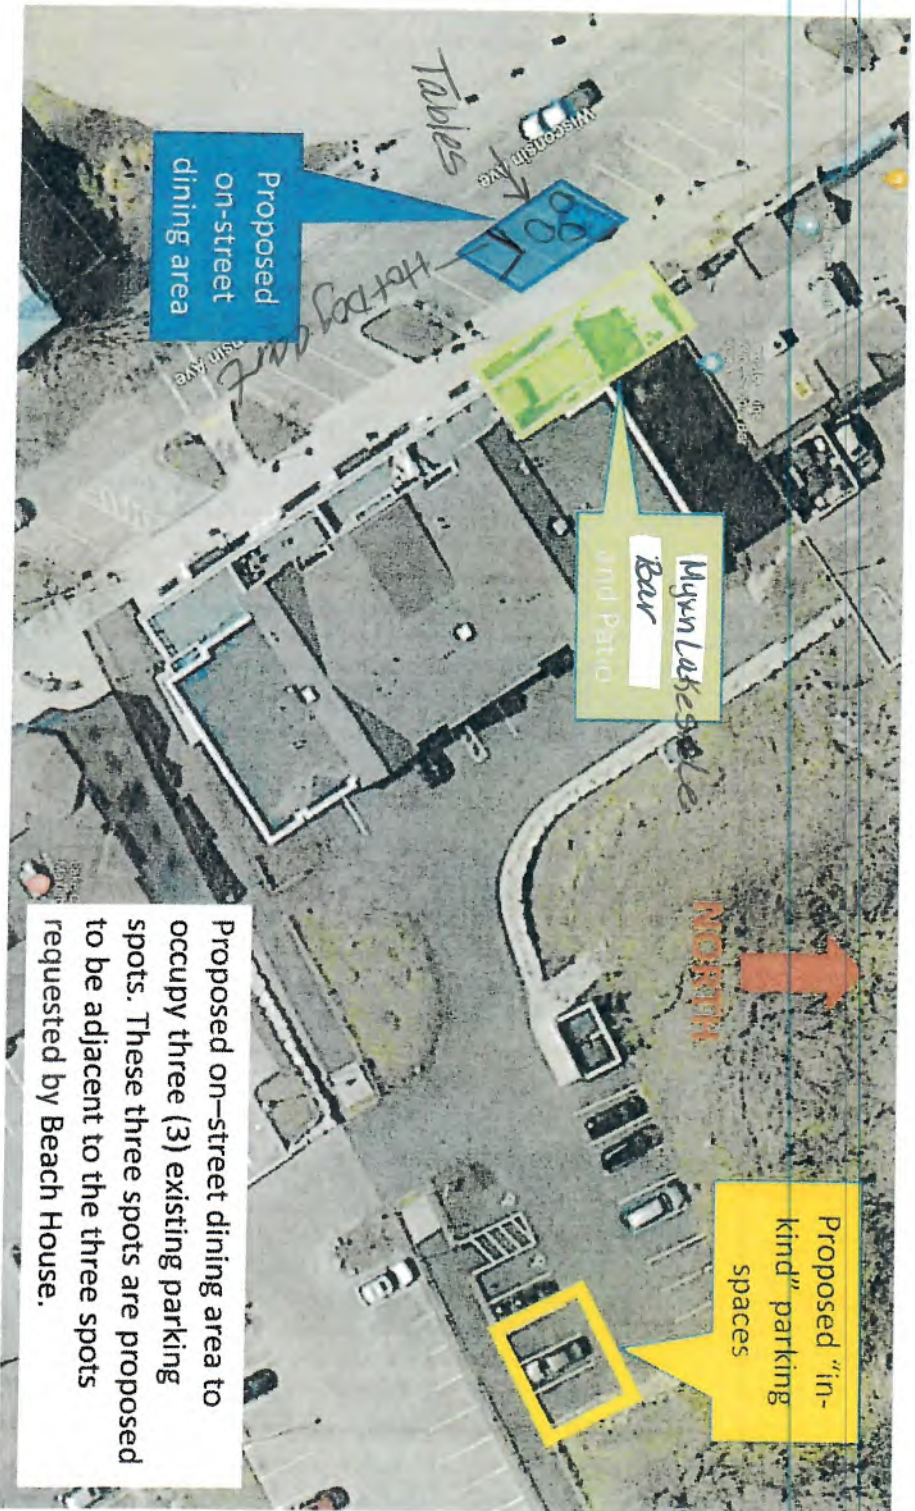 Tables
Wisconsin Ave
Proposed
on-street
dining area
Hot Dog cart
nsin Ave
Myrn Lakeside
Bar
and Patio
NORTH
Proposed "in-
kind" parking
spaces
Proposed on–street dining area to
occupy three (3) existing parking
spots. These three spots are proposed
to be adjacent to the three spots
requested by Beach House.